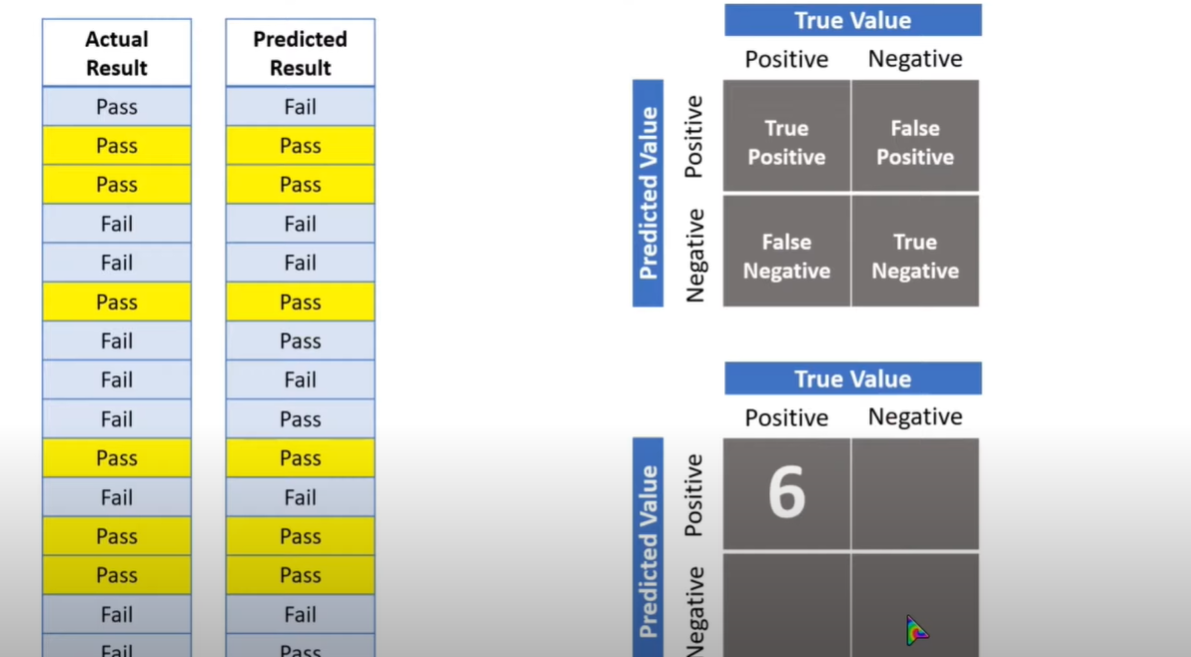 Actual
Result
Predicted
Result
Pass Fail
Pass Pass
Pass Pass
Fail Fail
Fail Fail
Pass Pass
Fail Pass
Fail Fail
Fail Pass
Pass Pass
Fail Fail
Pass Pass
Pass Pass
Fail Fail
Fail Pass
True Value
Positive Negative
Predicted Value
Positive
Negative
True
Positive
False
Positive
False
Negative
True
Negative
True Value
Positive Negative
Predicted Value
Positive
Negative
6